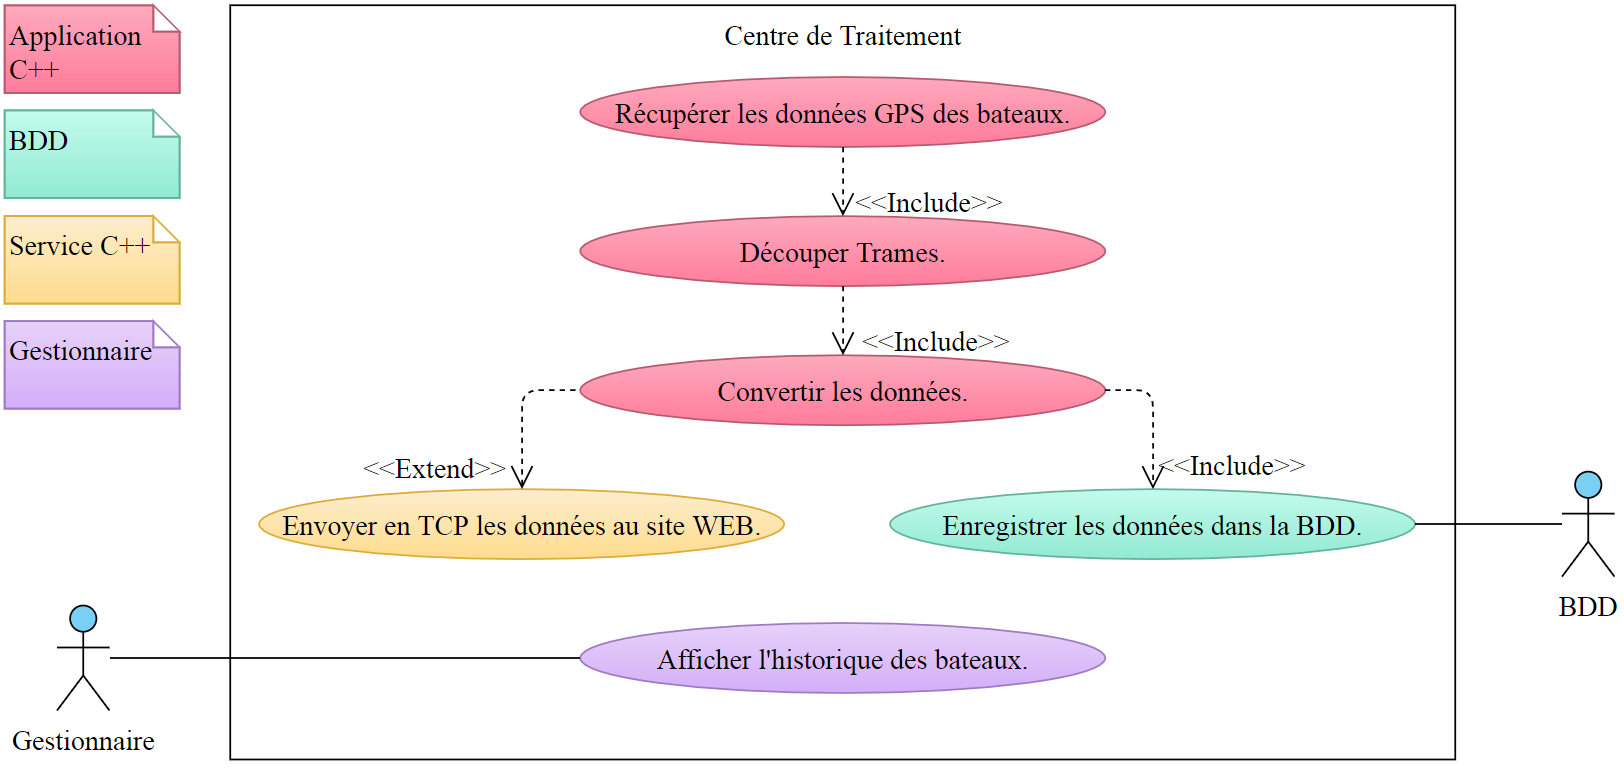 Application
C++
BDD
Service C++
Gestionnaire
Centre de Traitement
Récupérer les données GPS des bateaux.
<<Include>>
Découper Trames.
<<Include>>
Convertir les données.
<<Extend>>
<<Include>>
Envoyer en TCP les données au site WEB.
Enregistrer les données dans la BDD.
BDD
Afficher l'historique des bateaux.
Gestionnaire